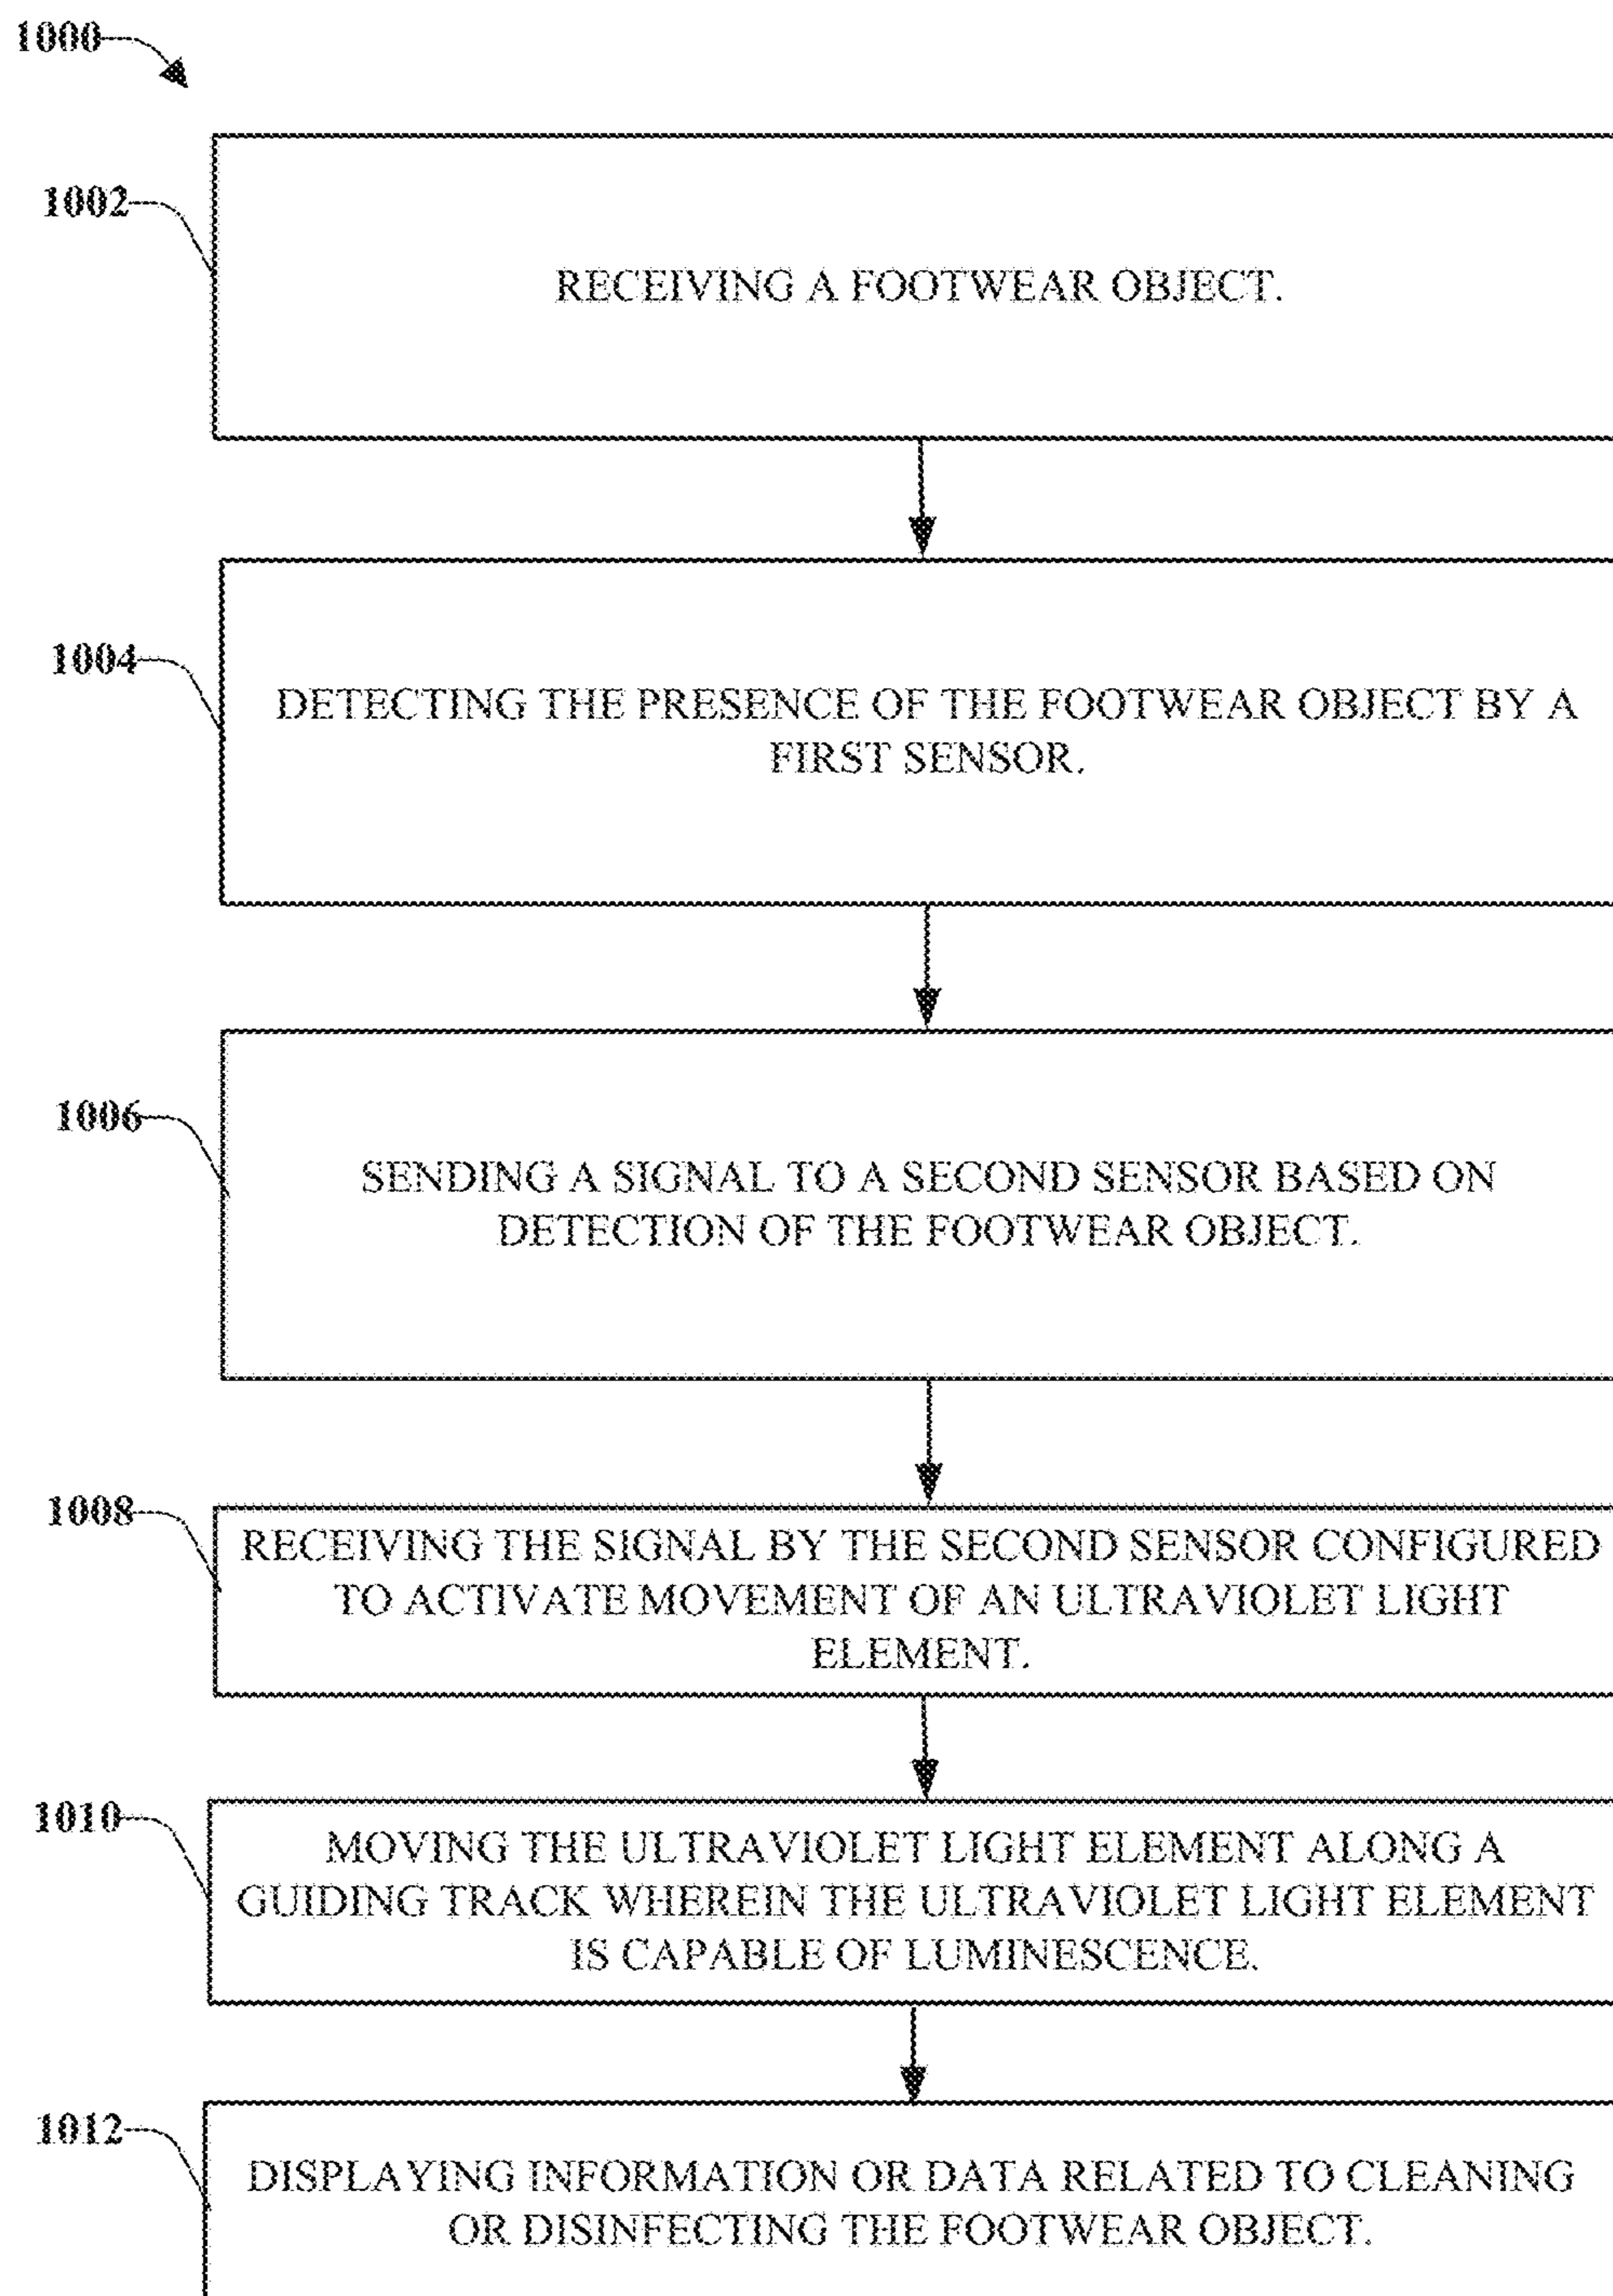 1000
1002
RECEIVING A FOOTWEAR OBJECT.
1004
DETECTING THE PRESENCE OF THE FOOTWEAR OBJECT BY A
FIRST SENSOR.
1006
SENDING A SIGNAL TO A SECOND SENSOR BASED ON
DETECTION OF THE FOOTWEAR OBJECT.
1008
RECEIVING THE SIGNAL BY THE SECOND SENSOR CONFIGURED
TO ACTIVATE MOVEMENT OF AN ULTRAVIOLET LIGHT
ELEMENT.
1010
MOVING THE ULTRAVIOLET LIGHT ELEMENT ALONG A
GUIDING TRACK WHEREIN THE ULTRAVIOLET LIGHT ELEMENT
IS CAPABLE OF LUMINESCENCE.
1012
DISPLAYING INFORMATION OR DATA RELATED TO CLEANING
OR DISINFECTING THE FOOTWEAR OBJECT.